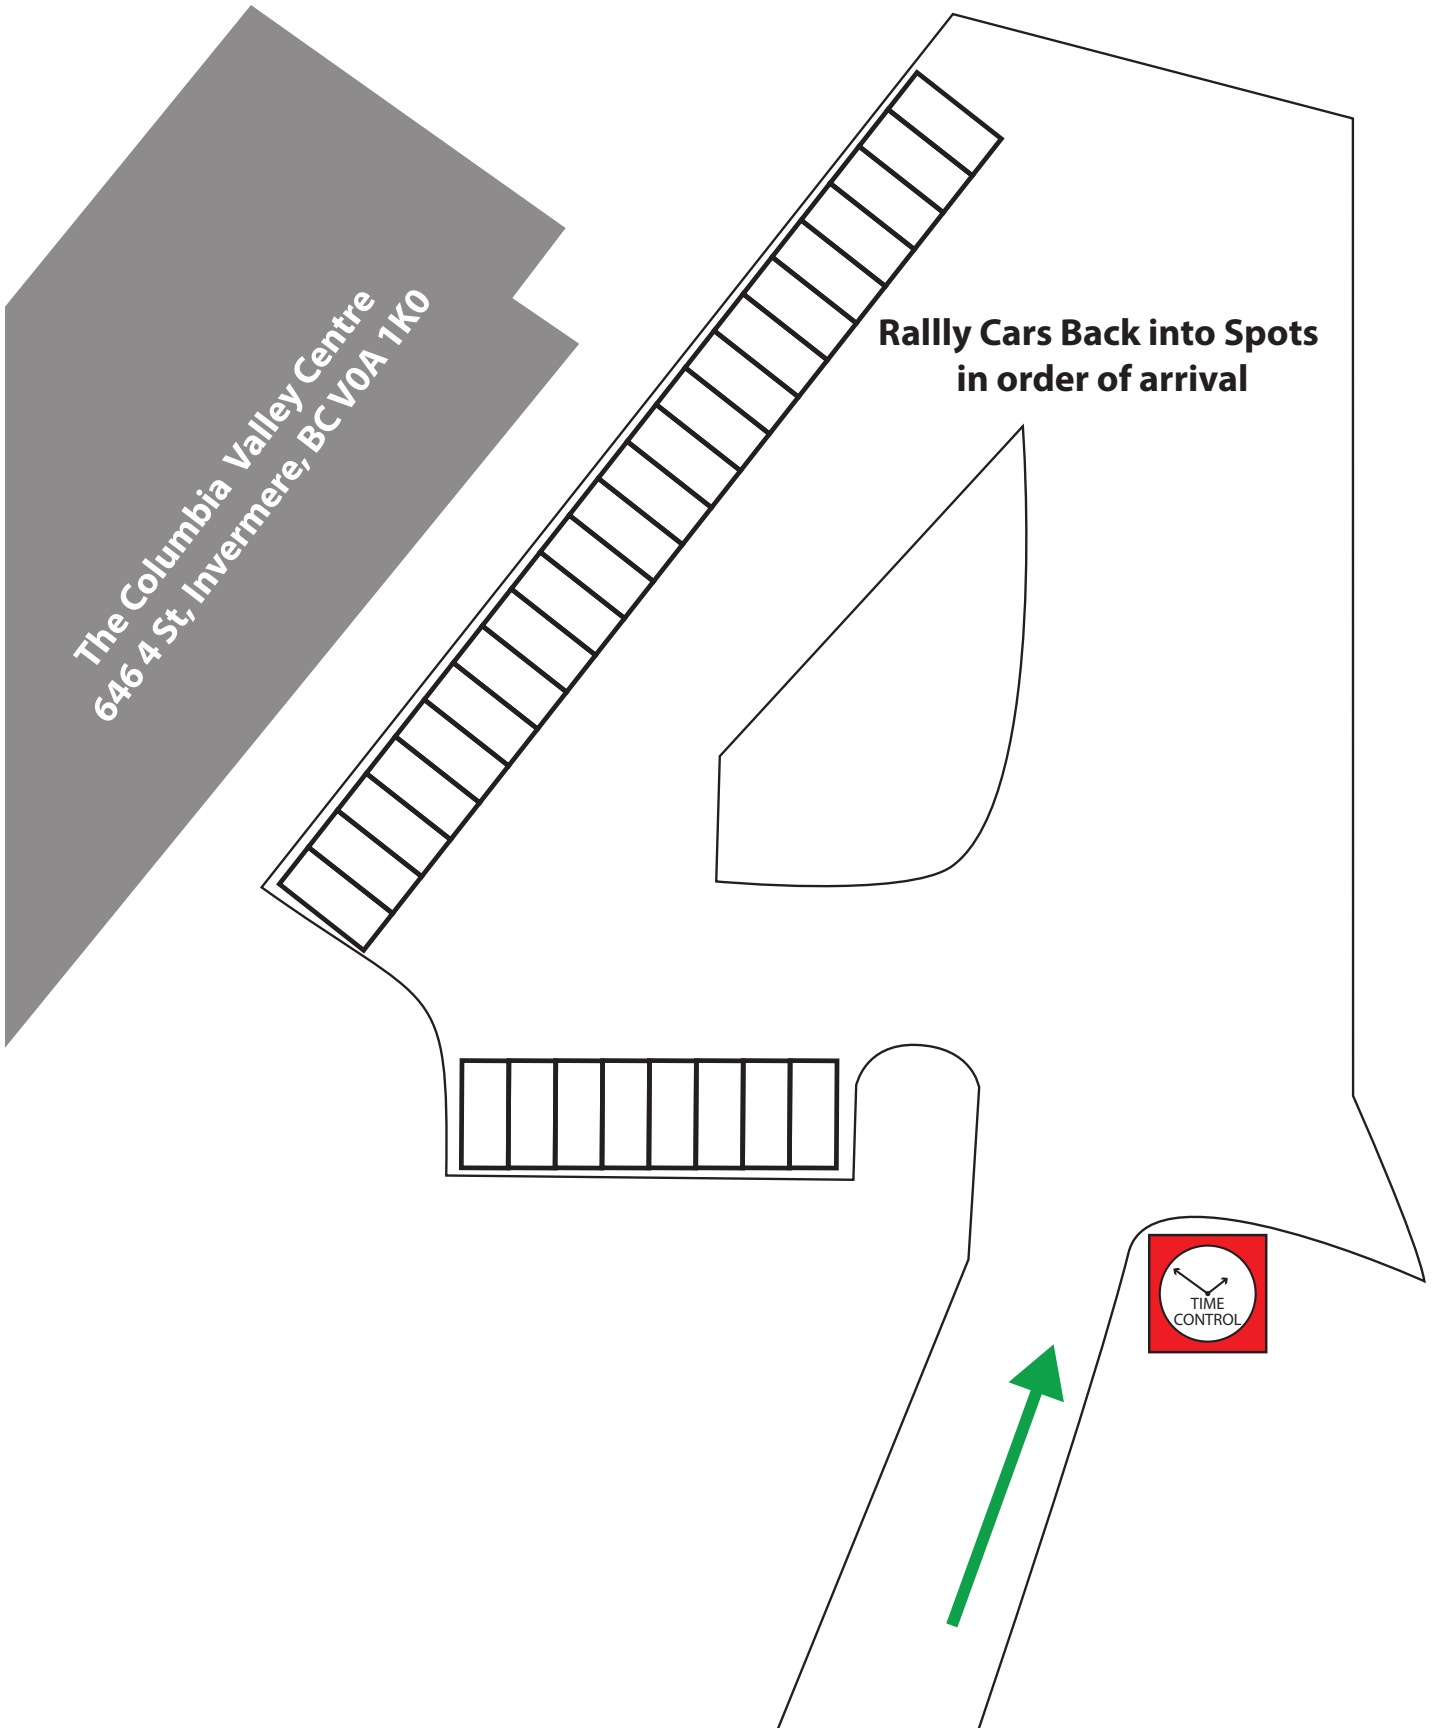 The Columbia Valley Centre
646 4 St, Invermere, BC V0A 1K0
Rallly Cars Back into Spots
in order of arrival
TIME
CONTROL